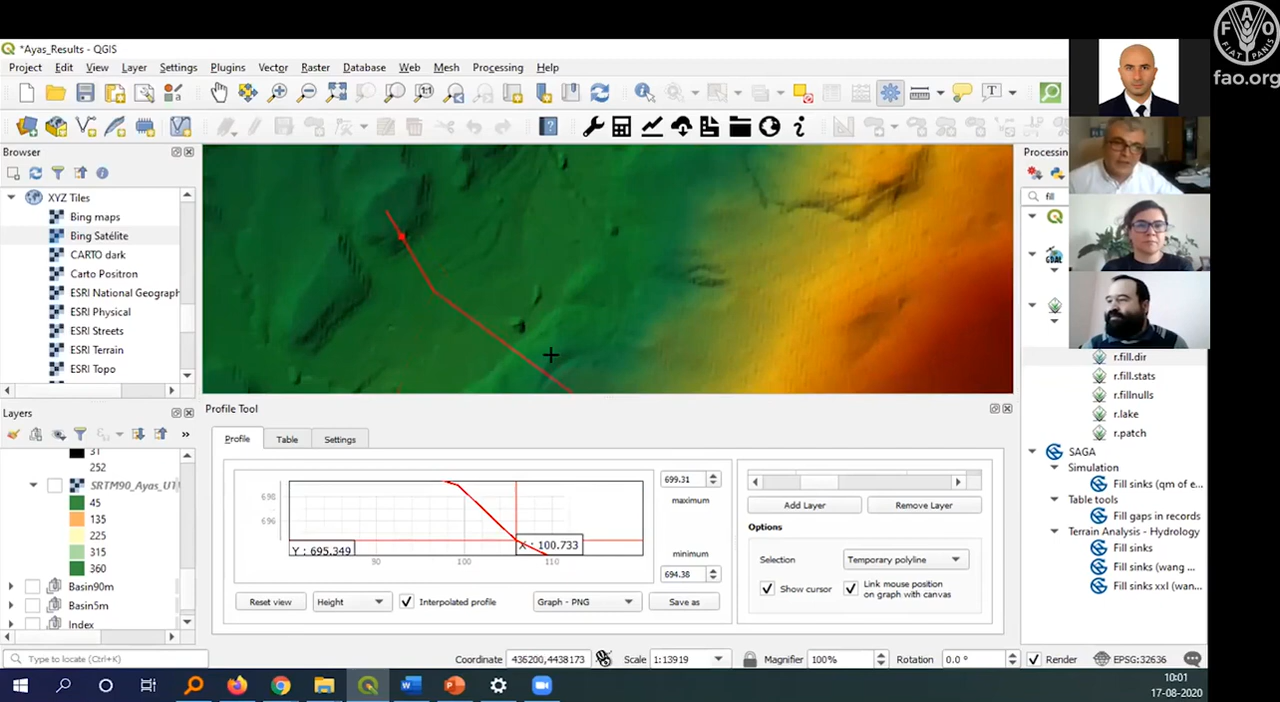 FAO
FIAT PANIS
fao.org
*Ayas_Results - QGIS
Project Edit View Layer Settings Plugins Vector Raster Database Web Mesh Processing Help
Browser
XYZ Tiles
Bing maps
Bing Satélite
CARTO dark
Carto Positron
ESRI National Geograph
ESRI Physical
ESRI Streets
ESRI Terrain
ESRI Topo
Layers
31
252
SRTM90_Ayas_UT
45
135
225
315
360
Basin90m
Basin5m
Index
Type to locate (Ctrl+K)
Profile Tool
Profile Table Settings
698
696
90 100 110
Y : 695.349
X : 100.733
699.31
maximum
minimum
694.38
Reset view Height Interpolated profile Graph - PNG Save as
Add Layer Remove Layer
Options
Selection Temporary polyline
Show cursor Link mouse position on graph with canvas
Processin
fill
GDAL
r.fill.dir
r.fill.stats
r.fillnulls
r.lake
r.patch
SAGA
Simulation
Fill sinks (qm of e...
Table tools
Fill gaps in records
Terrain Analysis - Hydrology
Fill sinks
Fill sinks (wang ...
Fill sinks xxl (wan...
Coordinate 436200,4438173 Scale 1:13919 Magnifier 100% Rotation 0.0 ° Render EPSG:32636
10:01
17-08-2020